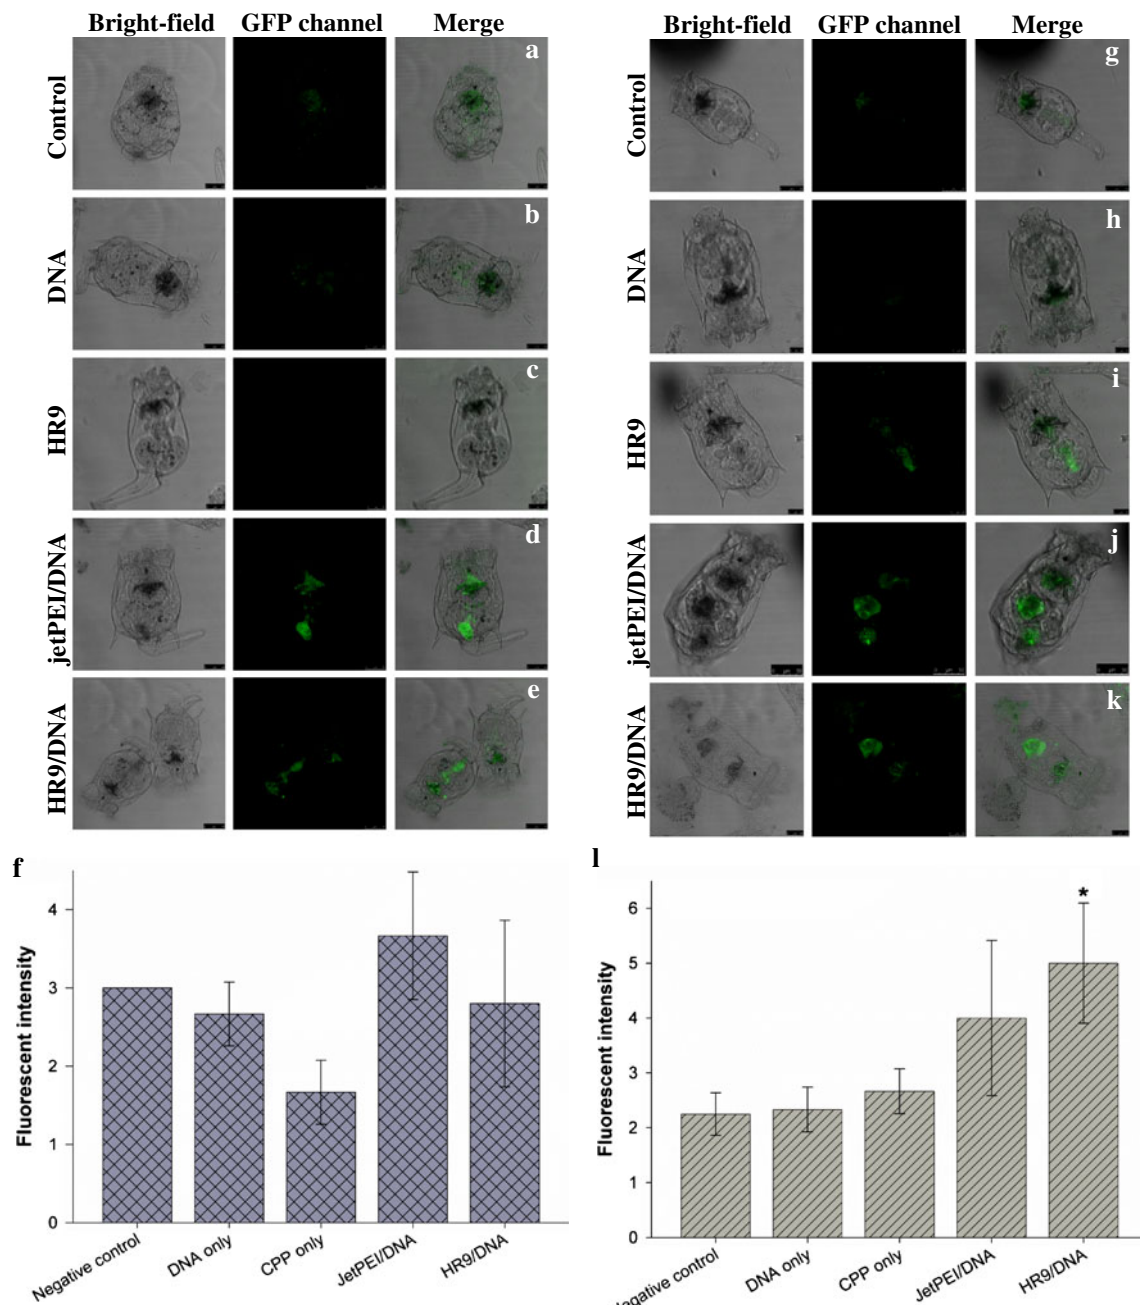 Bright-field GFP channel Merge
Control
a
DNA
b
HR9
c
jetPEI/DNA
d
HR9/DNA
e
Bright-field GFP channel Merge
Control
g
DNA
h
HR9
i
jetPEI/DNA
j
HR9/DNA
k
f
Fluorescent intensity
4
3
2
1
0
Negative control
DNA only
CPP only
JetPEI/DNA
HR9/DNA
l
Fluorescent intensity
6
5
4
3
2
1
0
*
egative control
DNA only
CPP only
JetPEI/DNA
HR9/DNA